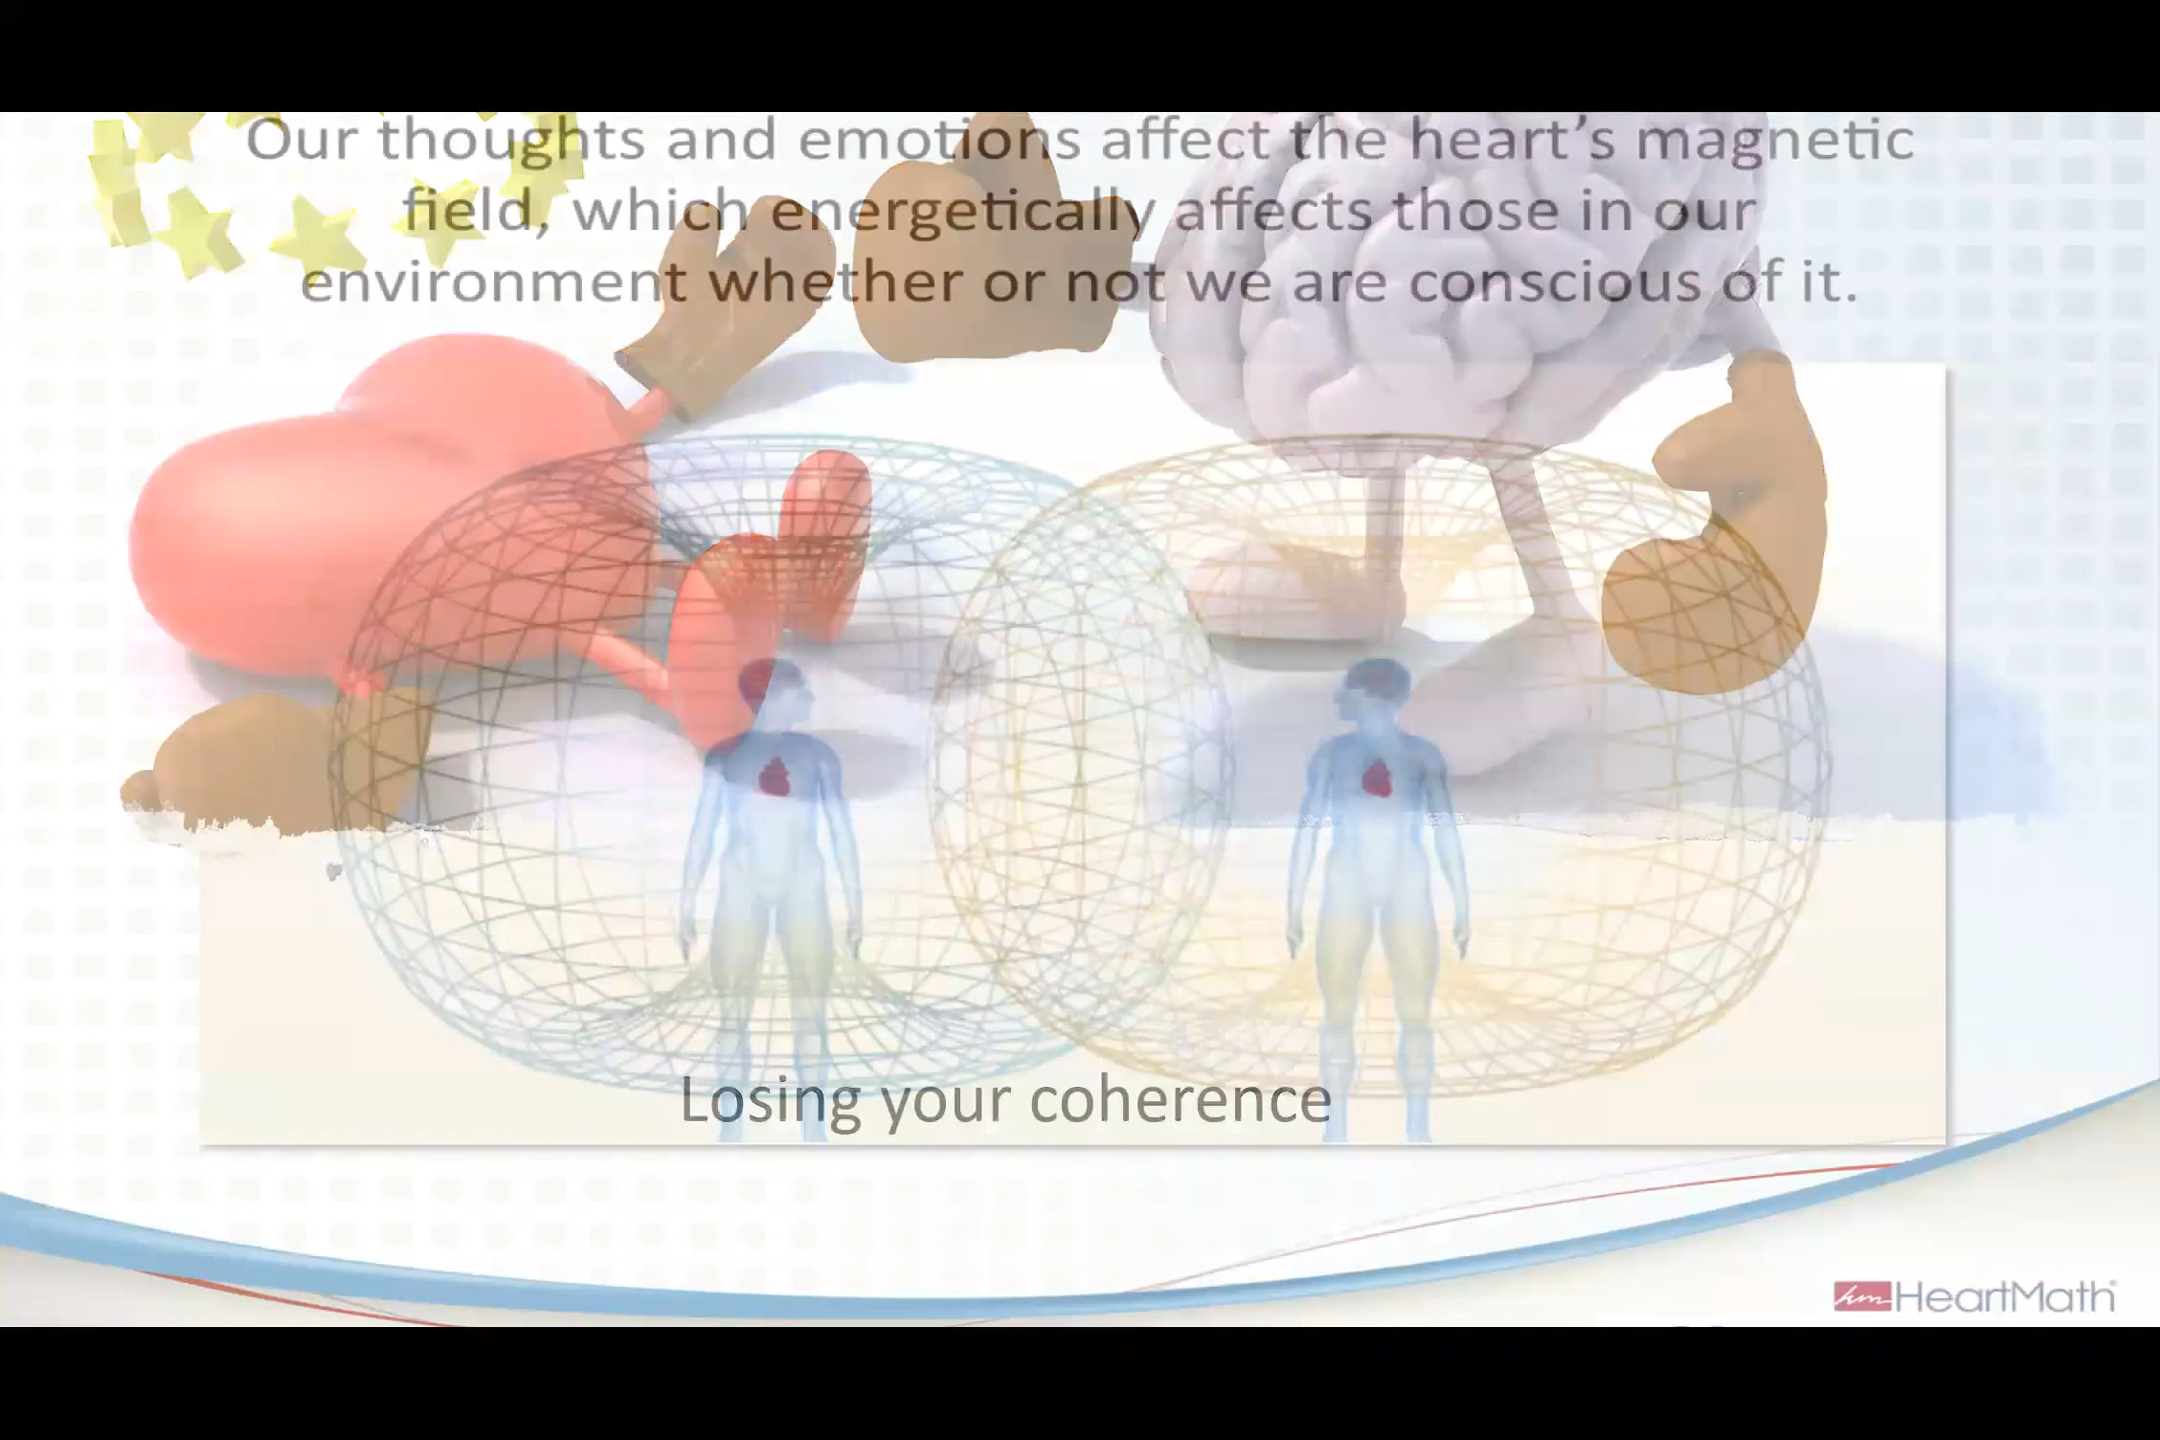 Our thoughts and emotions affect the heart’s magnetic
field, which energetically affects those in our
environment whether or not we are conscious of it.
Losing your coherence
hm HeartMath®